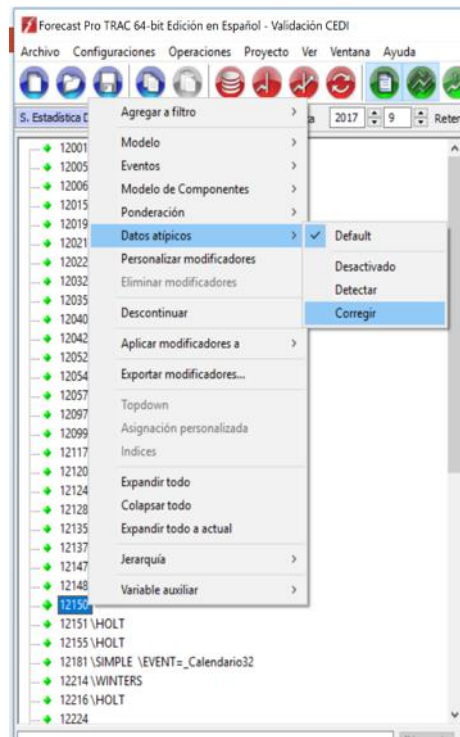 Forecast Pro TRAC 64-bit Edición en Español - Validación CEDI
Archivo Configuraciones Operaciones Proyecto Ver Ventana Ayuda
S. Estadística
2017 9
12001
12005
12006
12015
12019
12021
12022
12032
12035
12040
12042
12052
12054
12057
12097
12099
12117
12120
12124
12128
12135
12137
12147
12148
12150
12151 \HOLT
12155 \HOLT
12181 \SIMPLE \EVENT=_Calendario32
12214 \WINTERS
12216 \HOLT
12224
Agregar a filtro
Modelo
Eventos
Modelo de Componentes
Ponderación
Datos atípicos
Personalizar modificadores
Eliminar modificadores
Descontinuar
Aplicar modificadores a
Exportar modificadores...
Topdown
Asignación personalizada
Indices
Expandir todo
Colapsar todo
Expandir todo a actual
Jerarquía
Variable auxiliar
Default
Desactivado
Detectar
Corregir